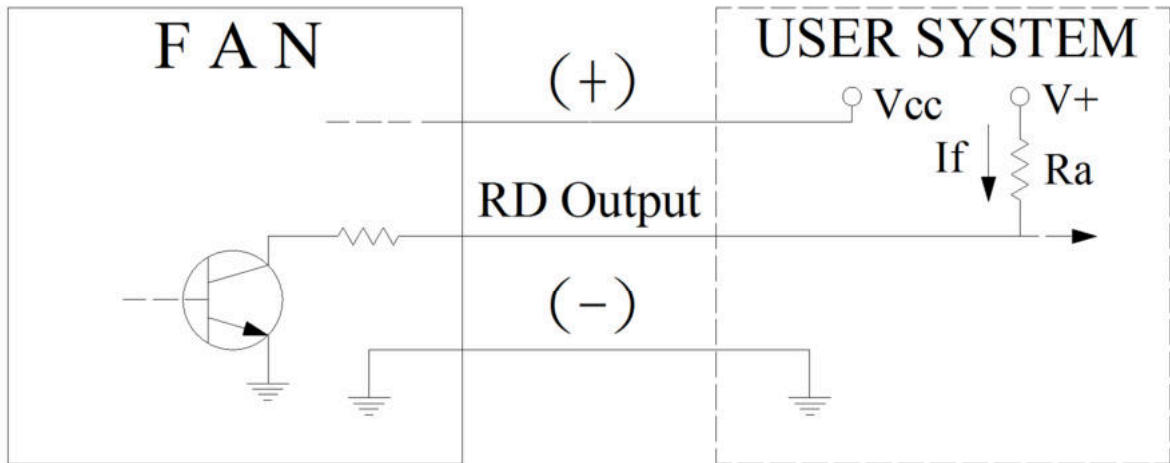 F A N
USER SYSTEM
(+)
Vcc
V+
If
Ra
RD Output
(-)